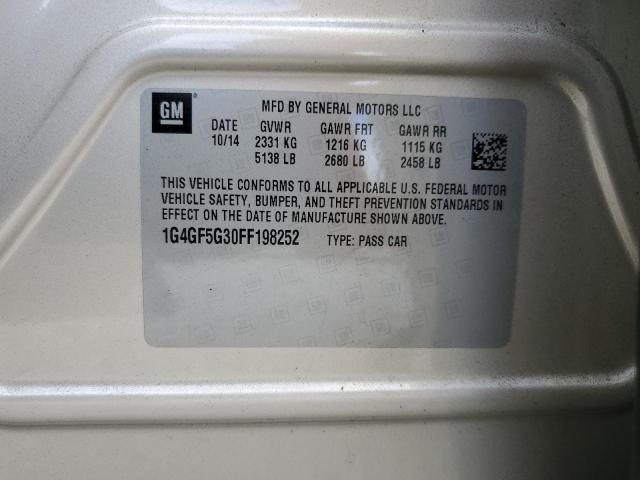 GM ®
MFD BY GENERAL MOTORS LLC
DATE GVWR GAWR FRT GAWR RR
10/14 2331 KG 1216 KG 1115 KG
5138 LB 2680 LB 2458 LB
THIS VEHICLE CONFORMS TO ALL APPLICABLE U.S. FEDERAL MOTOR
VEHICLE SAFETY, BUMPER, AND THEFT PREVENTION STANDARDS IN
EFFECT ON THE DATE OF MANUFACTURE SHOWN ABOVE.
1G4GF5G30FF198252 TYPE: PASS CAR